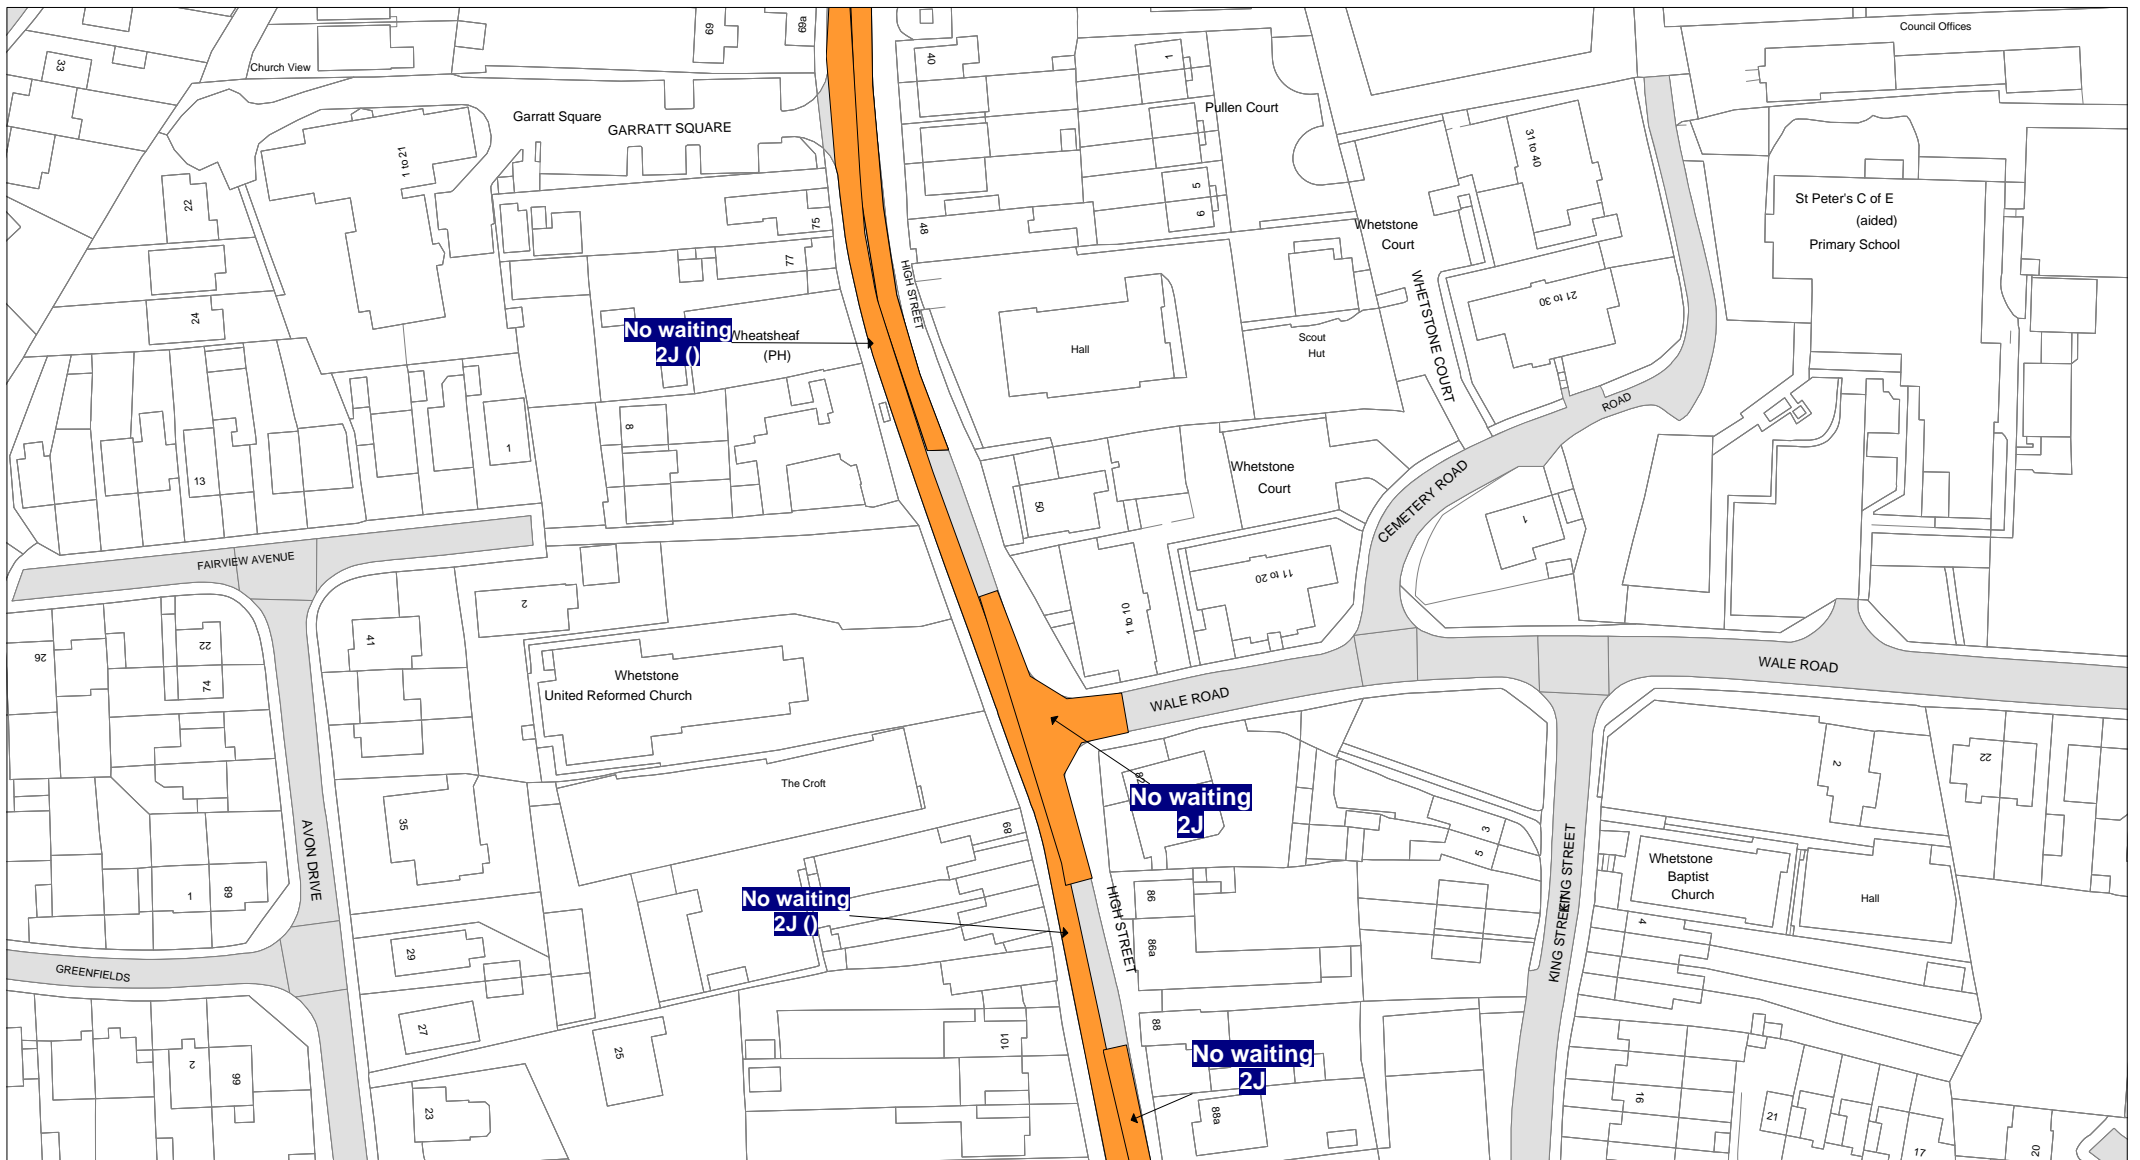 33
Church View
69
69a
40
1
Council Offices
Garratt Square
GARRATT SQUARE
Pullen Court
1 to 21
31 to 40
22
75
48
5
6
St Peter's C of E
(aided)
Primary School
Whetstone
Court
77
HIGH STREET
24
No waiting
2J ()
Wheatsheaf
(PH)
Hall
Scout
Hut
WHETSTONE COURT
21 to 30
ROAD
8
1
13
Whetstone
Court
50
CEMETERY ROAD
1
FAIRVIEW AVENUE
11 to 20
2
1 to 10
41
22
26
74
Whetstone
United Reformed Church
WALE ROAD
WALE ROAD
The Croft
82
No waiting
2J
2
22
35
89
3
5
AVON DRIVE
1
68
No waiting
2J ()
86
86a
HIGH STREET
KING STREET
KING STREET
Whetstone
Baptist
Church
Hall
4
29
GREENFIELDS
27
25
101
88
No waiting
2J
2
66
23
88a
16
21
17
20